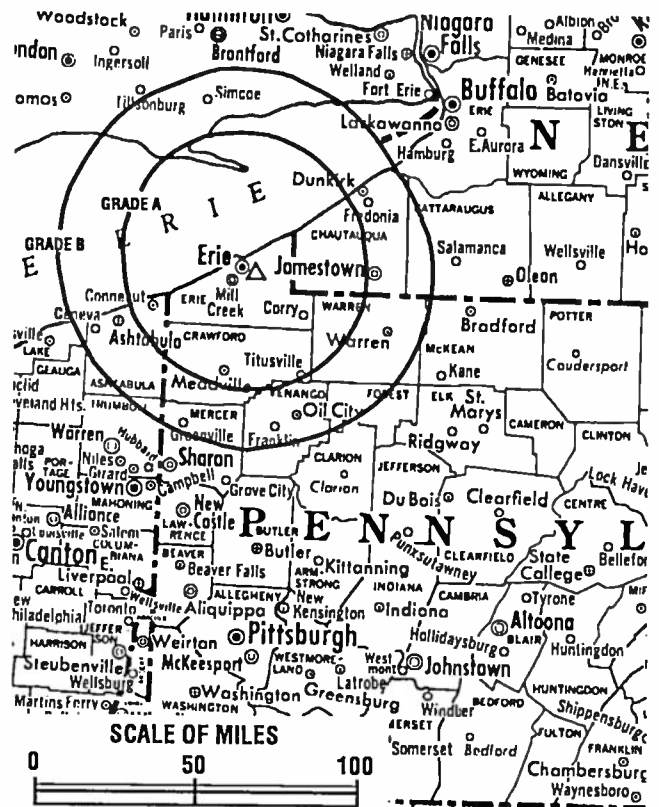 Woodstock
Paris
Brantford
St. Catharines
Niagara Falls
Niagara Falls
Albion
Medina
GENESEE
MONROE
Ingersoll
Welland
Fort Erie
Buffalo
Batavia
ERIE
LIVING
STON
Tillsonburg
Simcoe
Lackawanna
Hamburg
E.Aurora
N E
WYOMING
Dansville
Dunkirk
Fredonia
CATTARAUGUS
ALLEGANY
GRADE A
GRADE B
E R I E
CHAUTAUQUA
Erie
Jamestown
Salamanca
Wellsville
Olean
Conneaut
ERIE
Mill
Creek
Corry
WARREN
Warren
Bradford
POTTER
Geneva
Ashtabula
CRAWFORD
LAKE
GEAUGA
Titusville
McKEAN
Kane
Coudersport
ASHTABULA
Meadville
VENANGO
FOREST
ELK
St.
Marys
TRUMBULL
MERCER
Greenville
Oil City
Franklin
CAMERON
CLINTON
Warren
Hubbard
Ridgway
Niles
Girard
Sharon
CLARION
Clarion
JEFFERSON
PORTAGE
Youngstown
Campbell
Grove City
Lock Haven
MAHONING
New
Castle
DuBois
Clearfield
CENTRE
Alliance
LAWRENCE
P E N N S Y L
BUTLER
Salem
COLUMBIANA
Canton
BEAVER
Butler
Kittanning
Punxsutawney
CLEARFIELD
State
College
E. Liverpool
Beaver Falls
ARMSTRONG
CARROLL
Wellsville
ALLEGHENY
New
Kensington
INDIANA
Indiana
CAMBRIA
Tyrone
Toronto
Aliquippa
Altoona
BLAIR
HARRISON
JEFFERSON
Weirton
Pittsburgh
Hollidaysburg
Huntingdon
Steubenville
McKeesport
WESTMORELAND
Westmont
Johnstown
Wellsburg
Greensburg
Latrobe
HUNTINGDON
Washington
Windber
BEDFORD
Shippensburg
Martins Ferry
WASHINGTON
FULTON
Somerset
Bedford
FRANKLIN
Chambersburg
Waynesboro
SCALE OF MILES
0 50 100